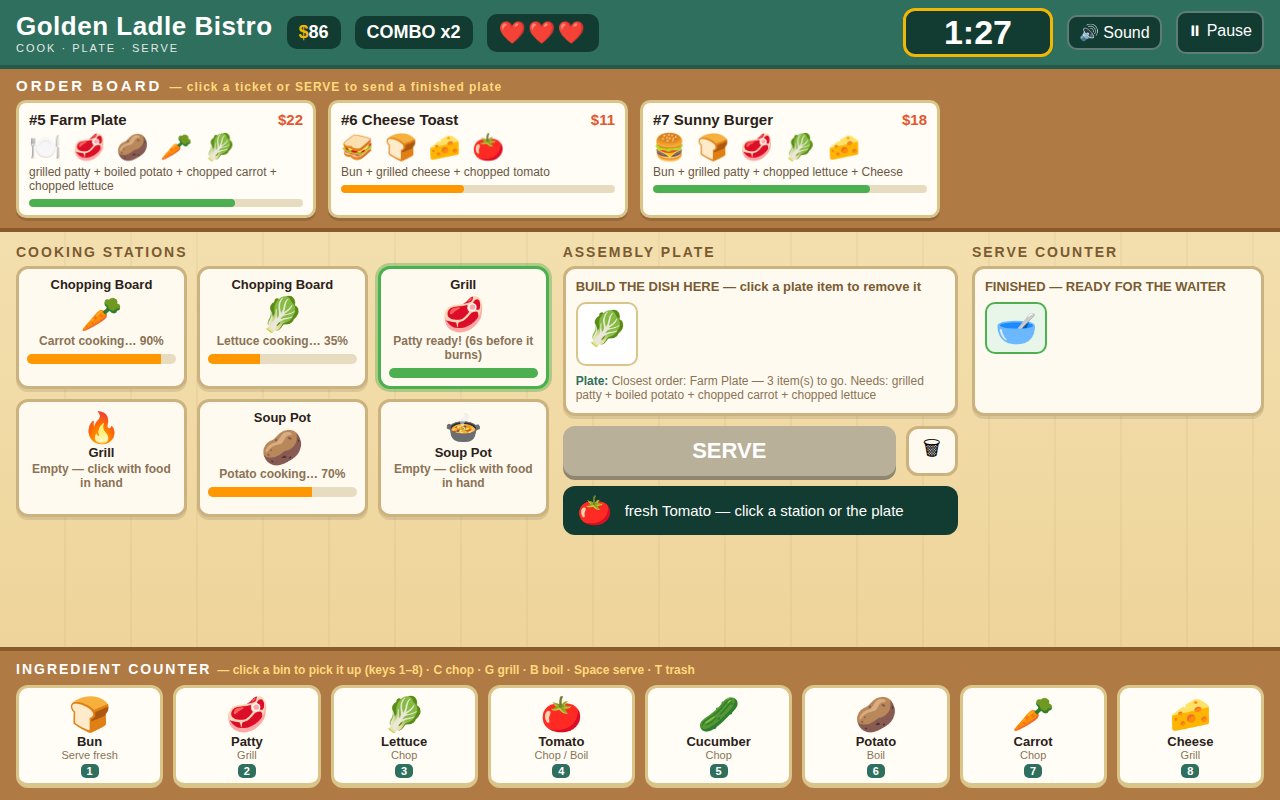 Golden Ladle Bistro
COOK · PLATE · SERVE
$86
COMBO x2
1:27
Sound
Pause
ORDER BOARD — click a ticket or SERVE to send a finished plate
#5 Farm Plate $22
grilled patty + boiled potato + chopped carrot +
chopped lettuce
#6 Cheese Toast $11
Bun + grilled cheese + chopped tomato
#7 Sunny Burger $18
Bun + grilled patty + chopped lettuce + Cheese
COOKING STATIONS
Chopping Board
Carrot cooking… 90%
Chopping Board
Lettuce cooking… 35%
Grill
Patty ready! (6s before it
burns)
Grill
Empty — click with food
in hand
Soup Pot
Potato cooking… 70%
Soup Pot
Empty — click with food
in hand
ASSEMBLY PLATE
BUILD THE DISH HERE — click a plate item to remove it
Plate: Closest order: Farm Plate — 3 item(s) to go. Needs: grilled
patty + boiled potato + chopped carrot + chopped lettuce
SERVE
fresh Tomato — click a station or the plate
SERVE COUNTER
FINISHED — READY FOR THE WAITER
INGREDIENT COUNTER — click a bin to pick it up (keys 1–8) · C chop · G grill · B boil · Space serve · T trash
Bun
Serve fresh
1
Patty
Grill
2
Lettuce
Chop
3
Tomato
Chop / Boil
4
Cucumber
Chop
5
Potato
Boil
6
Carrot
Chop
7
Cheese
Grill
8